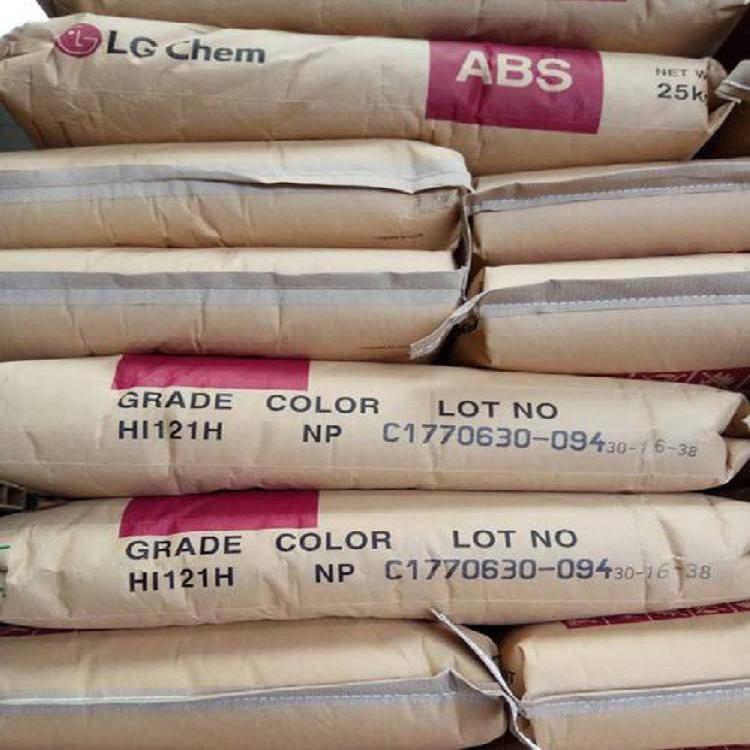 LG Chem
ABS
NET
25k
GRADE COLOR LOT NO
HI121H NP C1770630-094 30-16-38
GRADE COLOR LOT NO
HI121H NP C1770630-094 30-16-38